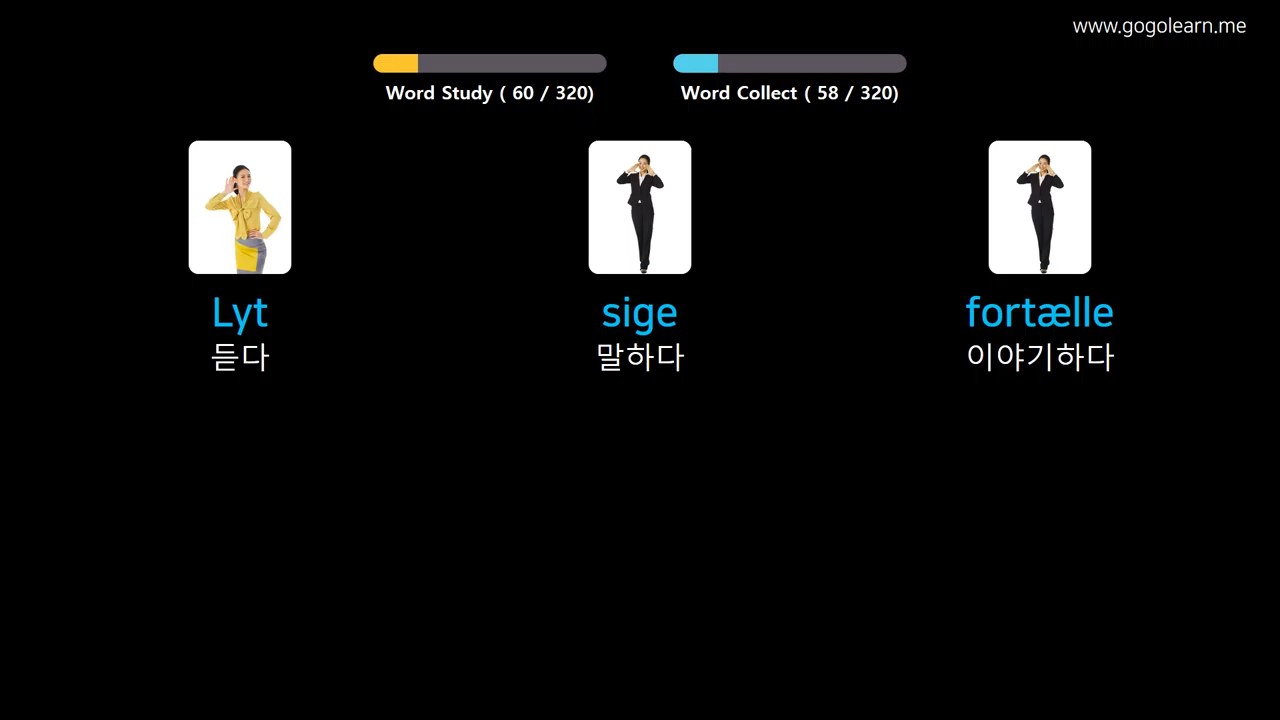 www.gogolearn.me
Word Study ( 60 / 320)
Word Collect ( 58 / 320)
Lyt
sige
fortælle
듣다
말하다
이야기하다